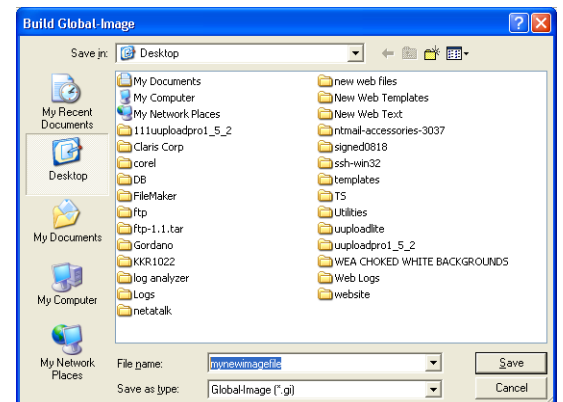 Build Global-Image
Save in: Desktop
My Recent
Documents
Desktop
My Documents
My Computer
My Network
Places
My Documents
My Computer
My Network Places
111uuploadpro1_5_2
Claris Corp
corel
DB
FileMaker
ftp
ftp-1.1.tar
Gordano
KKR1022
log analyzer
Logs
netatalk
new web files
New Web Templates
New Web Text
ntmail-accessories-3037
signed0818
ssh-win32
templates
TS
Utilities
uuploadlite
uuploadpro1_5_2
WEA CHOKED WHITE BACKGROUNDS
Web Logs
website
File name: mynewimagefile
Save
Save as type: Global-Image (*.gi)
Cancel